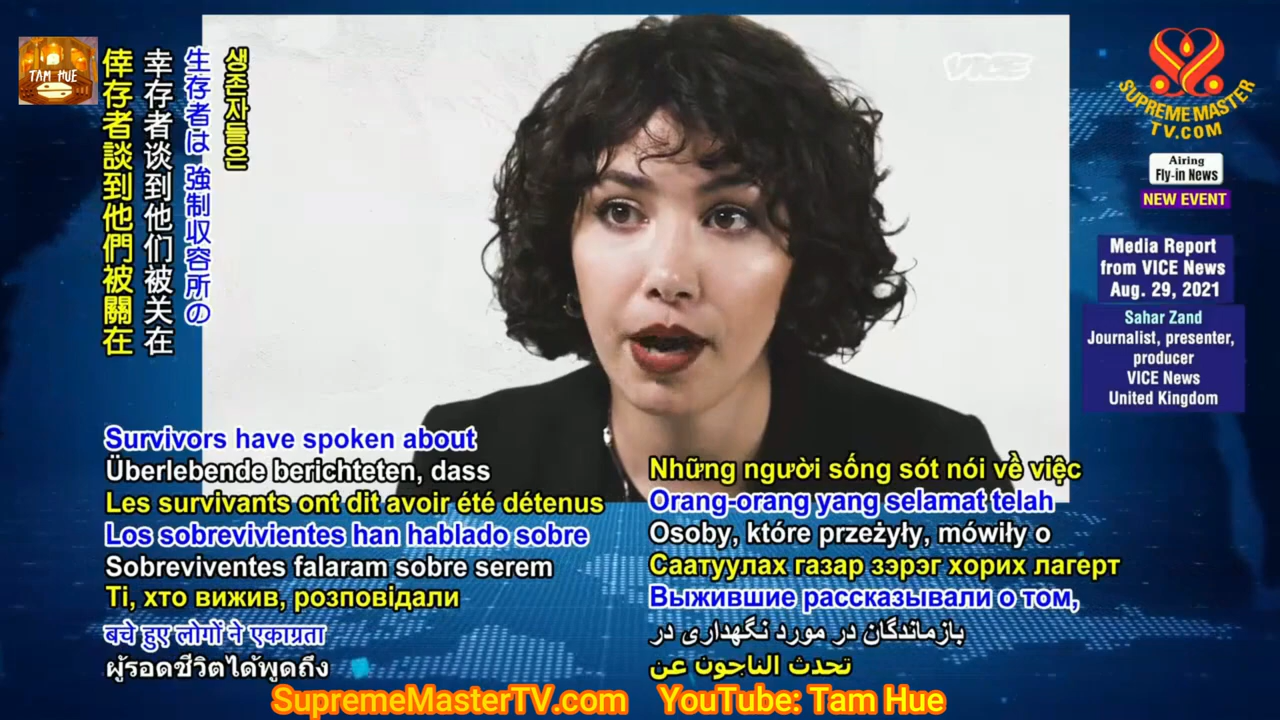 TAM HUE
倖存者談到他們被關在
幸存者谈到他们被关在
生存者は 強制収容所の
생존자들은
VICE
SUPREME MASTER
TV.COM
Airing
Fly-in News
NEW EVENT
Media Report
from VICE News
Aug. 29, 2021
Sahar Zand
Journalist, presenter,
producer
VICE News
United Kingdom
Survivors have spoken about
Überlebende berichteten, dass
Les survivants ont dit avoir été détenus
Los sobrevivientes han hablado sobre
Sobreviventes falaram sobre serem
Ті, хто вижив, розповідали
बचे हुए लोगों ने एकाग्रता
ผู้รอดชีวิตได้พูดถึง
Những người sống sót nói về việc
Orang-orang yang selamat telah
Osoby, które przeżyły, mówiły o
Саатуулах газар зэрэг хорих лагерт
Выжившие рассказывали о том,
بازماندگان در مورد نگهداری در
تحدث الناجون عن
SupremeMasterTV.com YouTube: Tam Hue